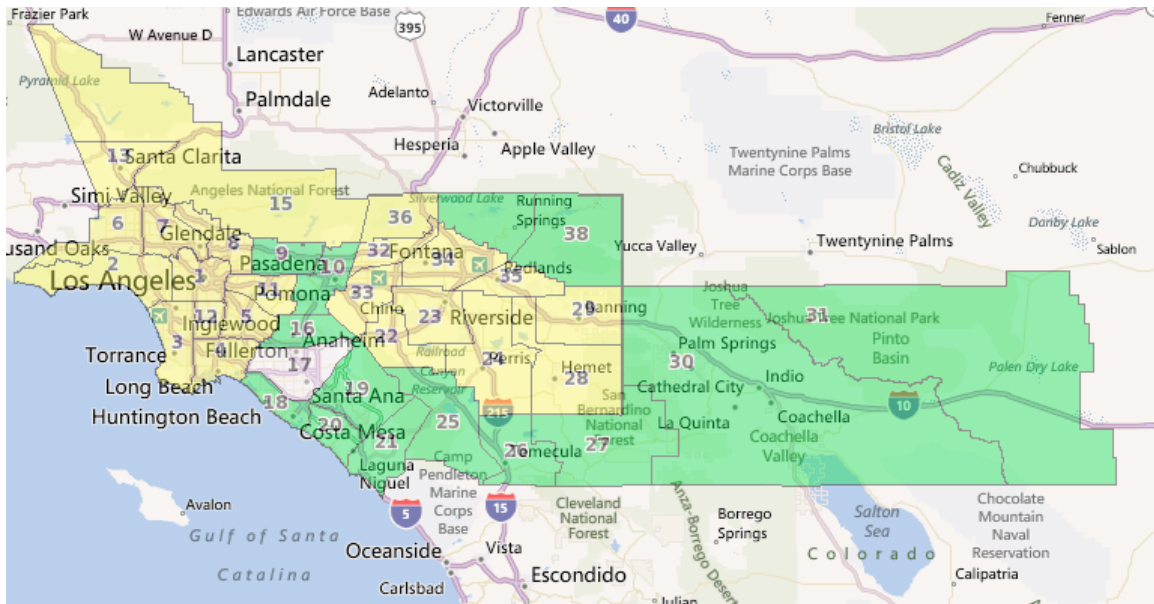 Frazier Park
Edwards Air Force Base
395
40
Fenner
W Avenue D
Lancaster
Pyramid Lake
Palmdale
Adelanto
Victorville
Bristol Lake
Hesperia
Apple Valley
Twentynine Palms
Marine Corps Base
Cadiz Valley
Chubbuck
13
Santa Clarita
Simi Valley
Angeles National Forest
15
Silverwood Lake
36
Running
Springs
38
Danby Lake
Sablon
6
7
Glendale
8
9
32
Fontana
34
Yucca Valley
Twentynine Palms
usand Oaks
2
Pasadena
10
Redlands
35
Los Angeles
1
11
Pomona
33
Chino
23
Riverside
29
Banning
Joshua
Tree
Wilderness
31
Joshua Tree National Park
Pinto
Basin
12
5
Inglewood
16
Anaheim
22
3
4
Fullerton
17
Torrance
Railroad
Canyon
Reservoir
24
Perris
Hemet
28
30
Palm Springs
Palen Dry Lake
Long Beach
19
Santa Ana
Cathedral City
Indio
10
Huntington Beach
18
20
Costa Mesa
21
25
215
San
Bernardino
National
Forest
La Quinta
Coachella
Coachella
Valley
26
Temecula
27
Laguna
Niguel
Camp
Pendleton
Marine
Corps
Base
Avalon
5
15
Cleveland
National
Forest
Anza-Borrego Desert
Borrego
Springs
Salton
Sea
Chocolate
Mountain
Naval
Reservation
Gulf of Santa
Catalina
Oceanside
Vista
Colorado
Carlsbad
Escondido
Calipatria
Julian